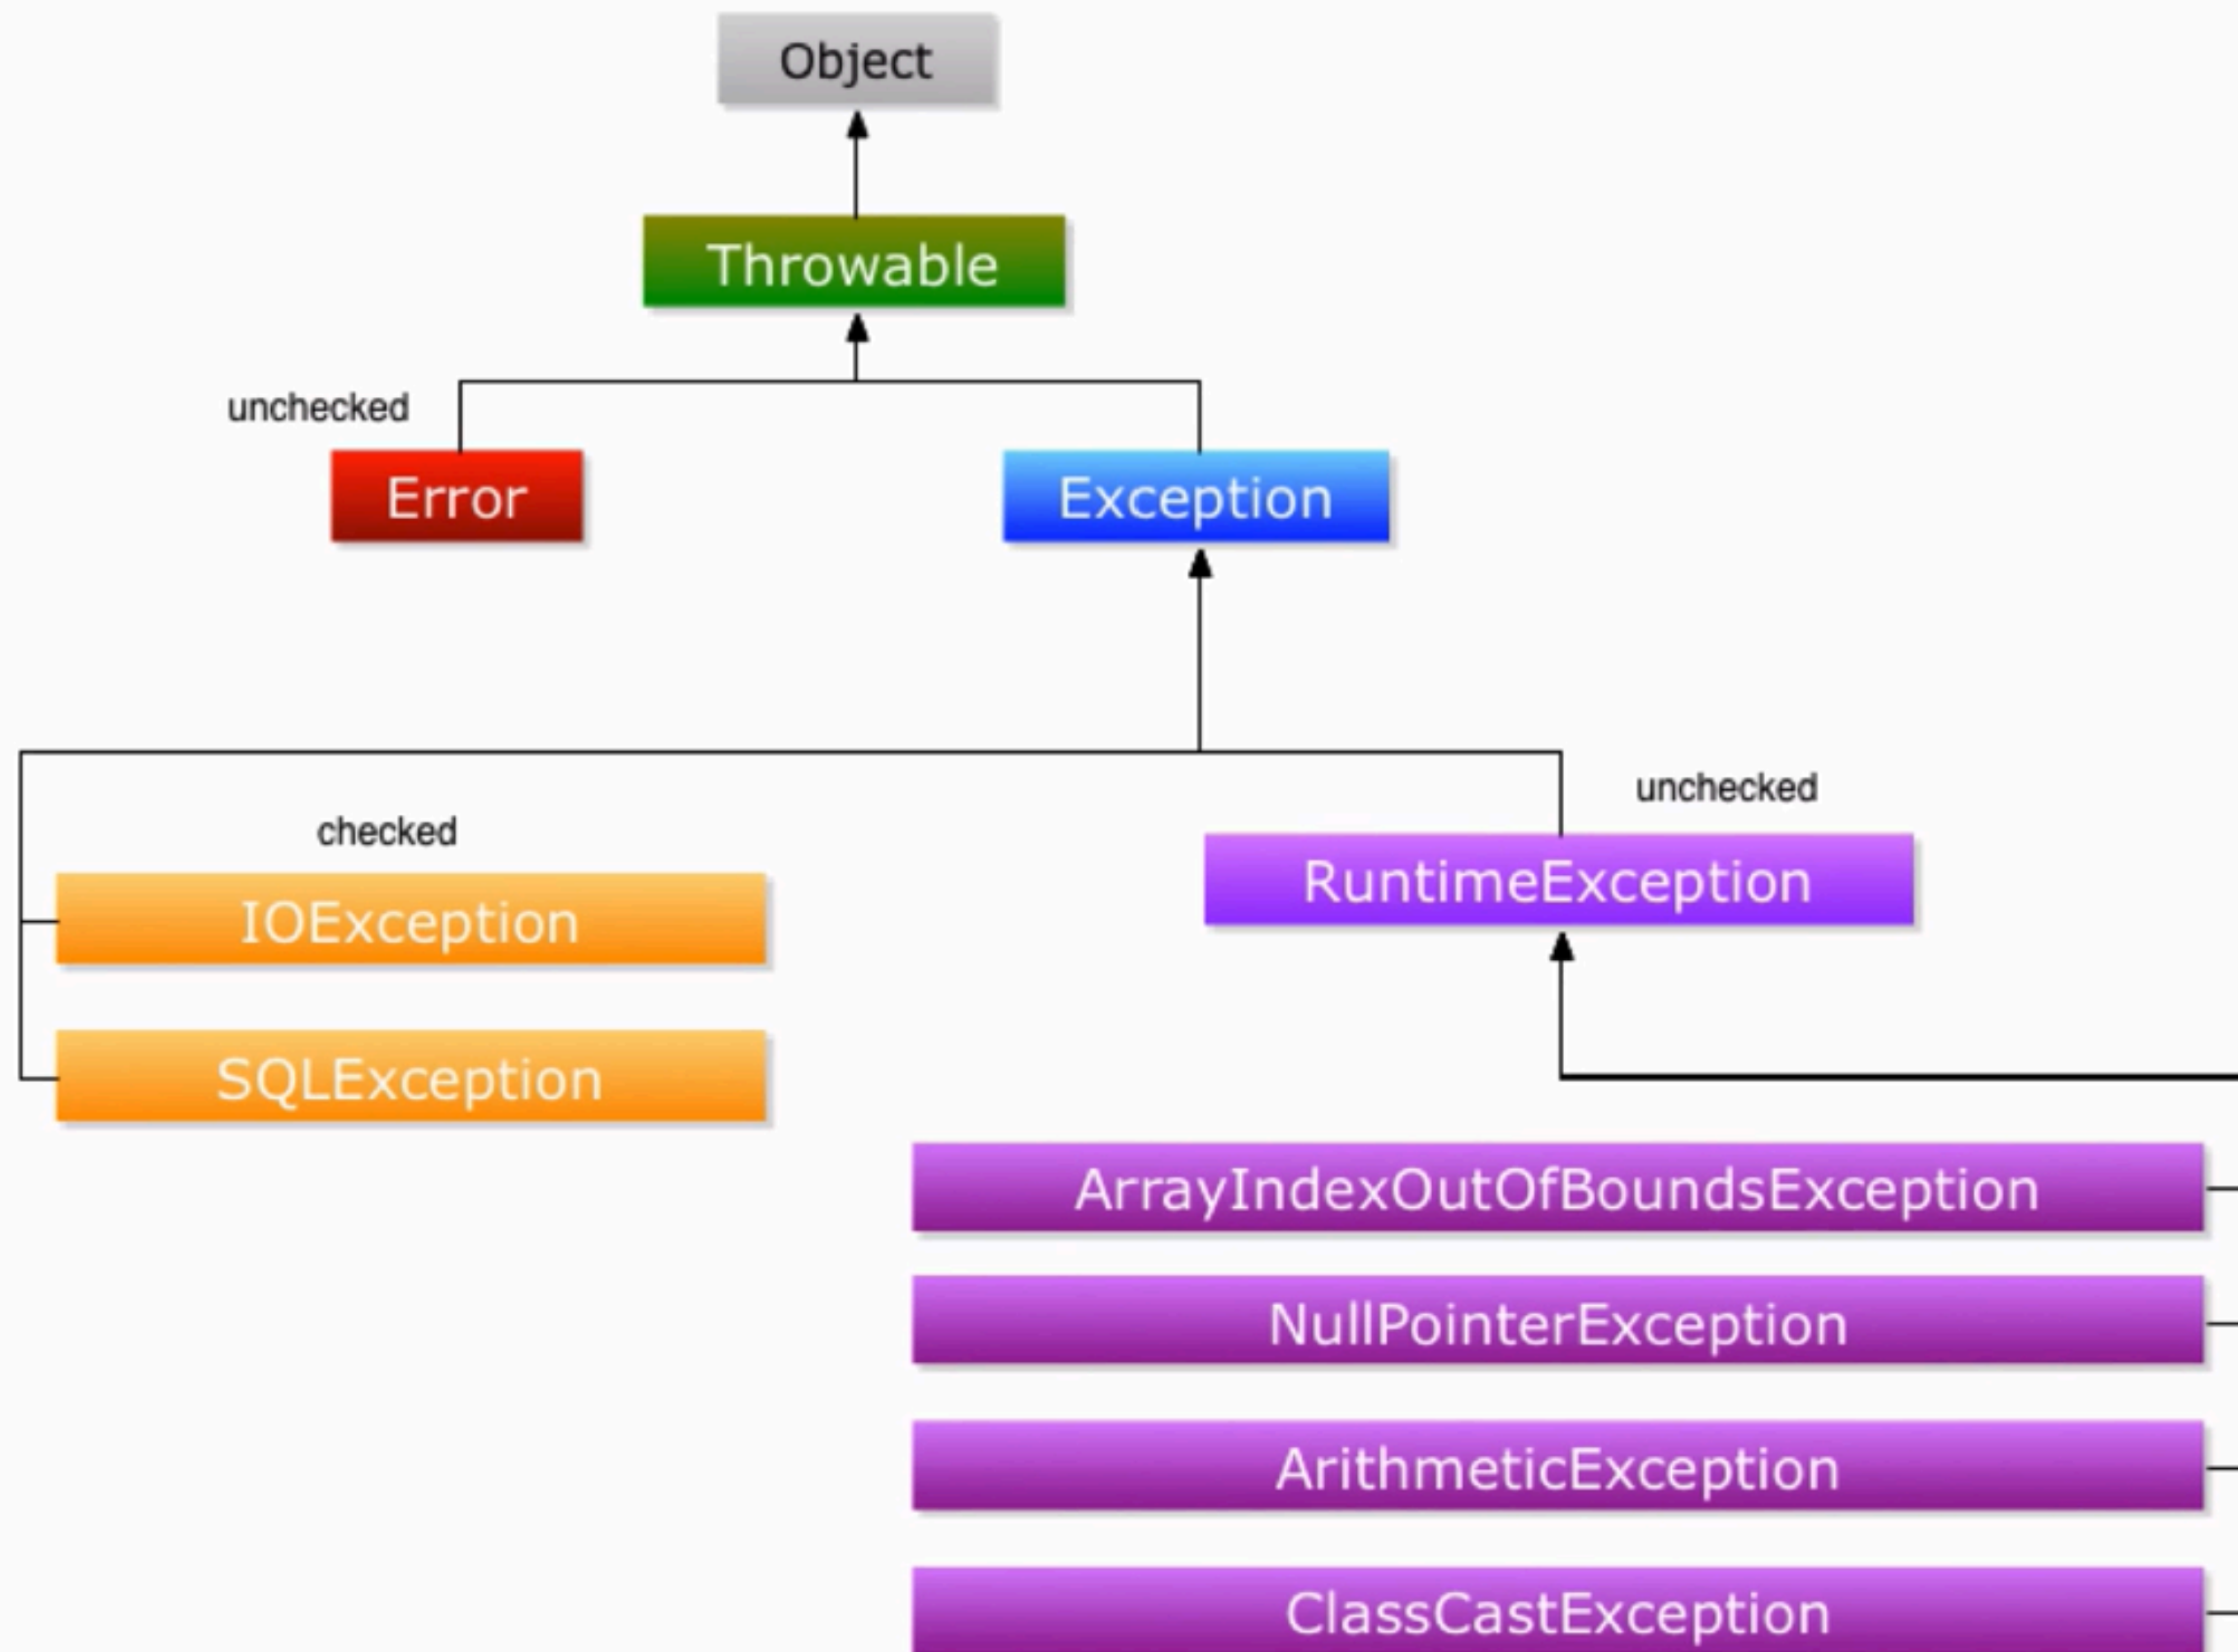 Object
Throwable
unchecked
Error
Exception
unchecked
checked
RuntimeException
IOException
SQLException
ArrayIndexOutOfBoundsException
NullPointerException
ArithmeticException
ClassCastException